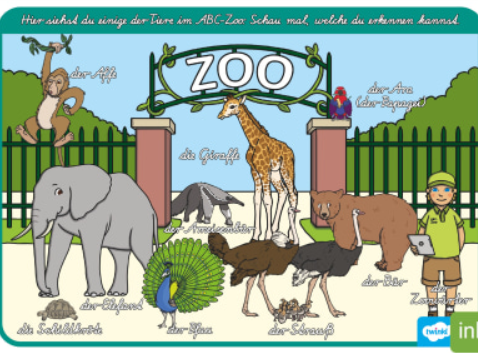 Hier siehst du einige der Tiere im ABC-Zoo. Schau mal, welche du erkennen kannst.
ZOO
der Affe
der Ara
(der Papagei)
die Giraffe
der Ameisenbär
der Bär
der
der Elefant
die Schildkröte
der Pfau
der Strauß
twinkl